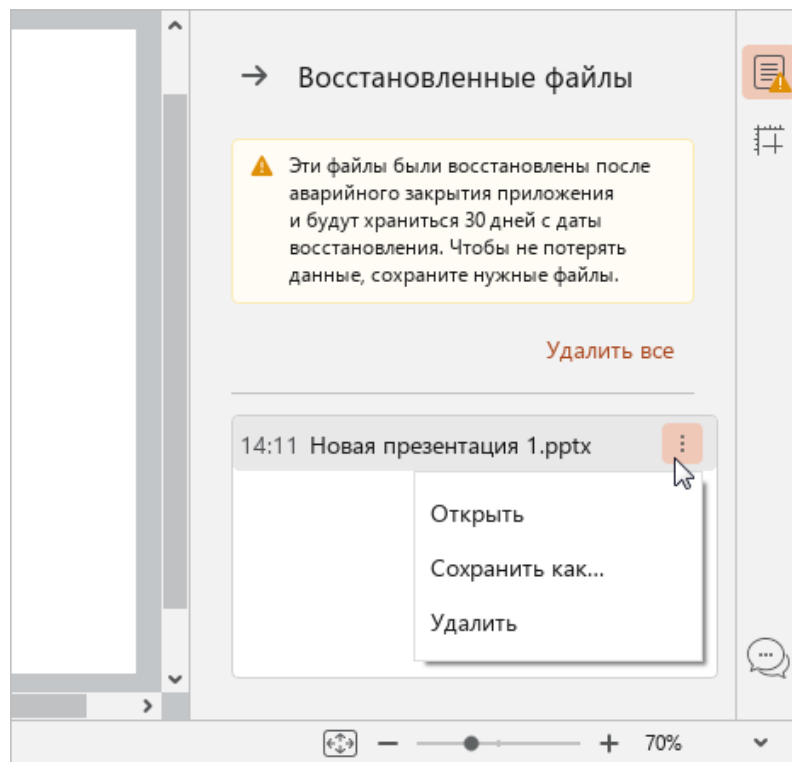 Восстановленные файлы
Эти файлы были восстановлены после
аварийного закрытия приложения
и будут храниться 30 дней с даты
восстановления. Чтобы не потерять
данные, сохраните нужные файлы.
Удалить все
14:11 Новая презентация 1.pptx
Открыть
Сохранить как...
Удалить
70%